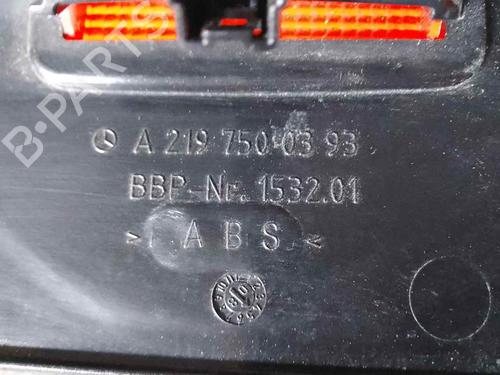 B-PARTS
A 219 750 03 93
BBP-Nr. 1532.01
> ABS <